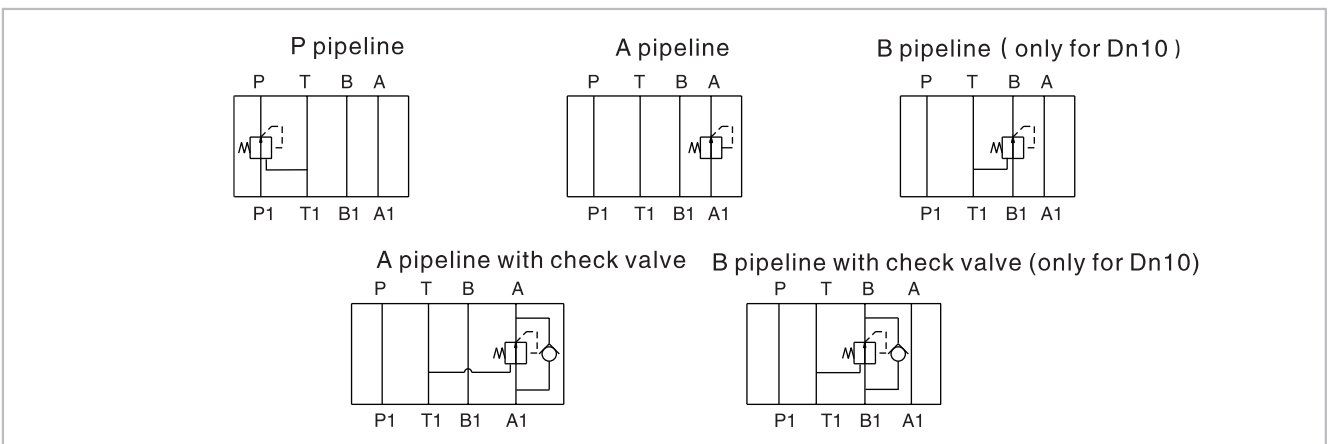 P pipeline
A pipeline
B pipeline ( only for Dn10 )
P T B A
P T B A
P T B A
P1 T1 B1 A1
P1 T1 B1 A1
P1 T1 B1 A1
A pipeline with check valve
B pipeline with check valve (only for Dn10)
P T B A
P T B A
P1 T1 B1 A1
P1 T1 B1 A1